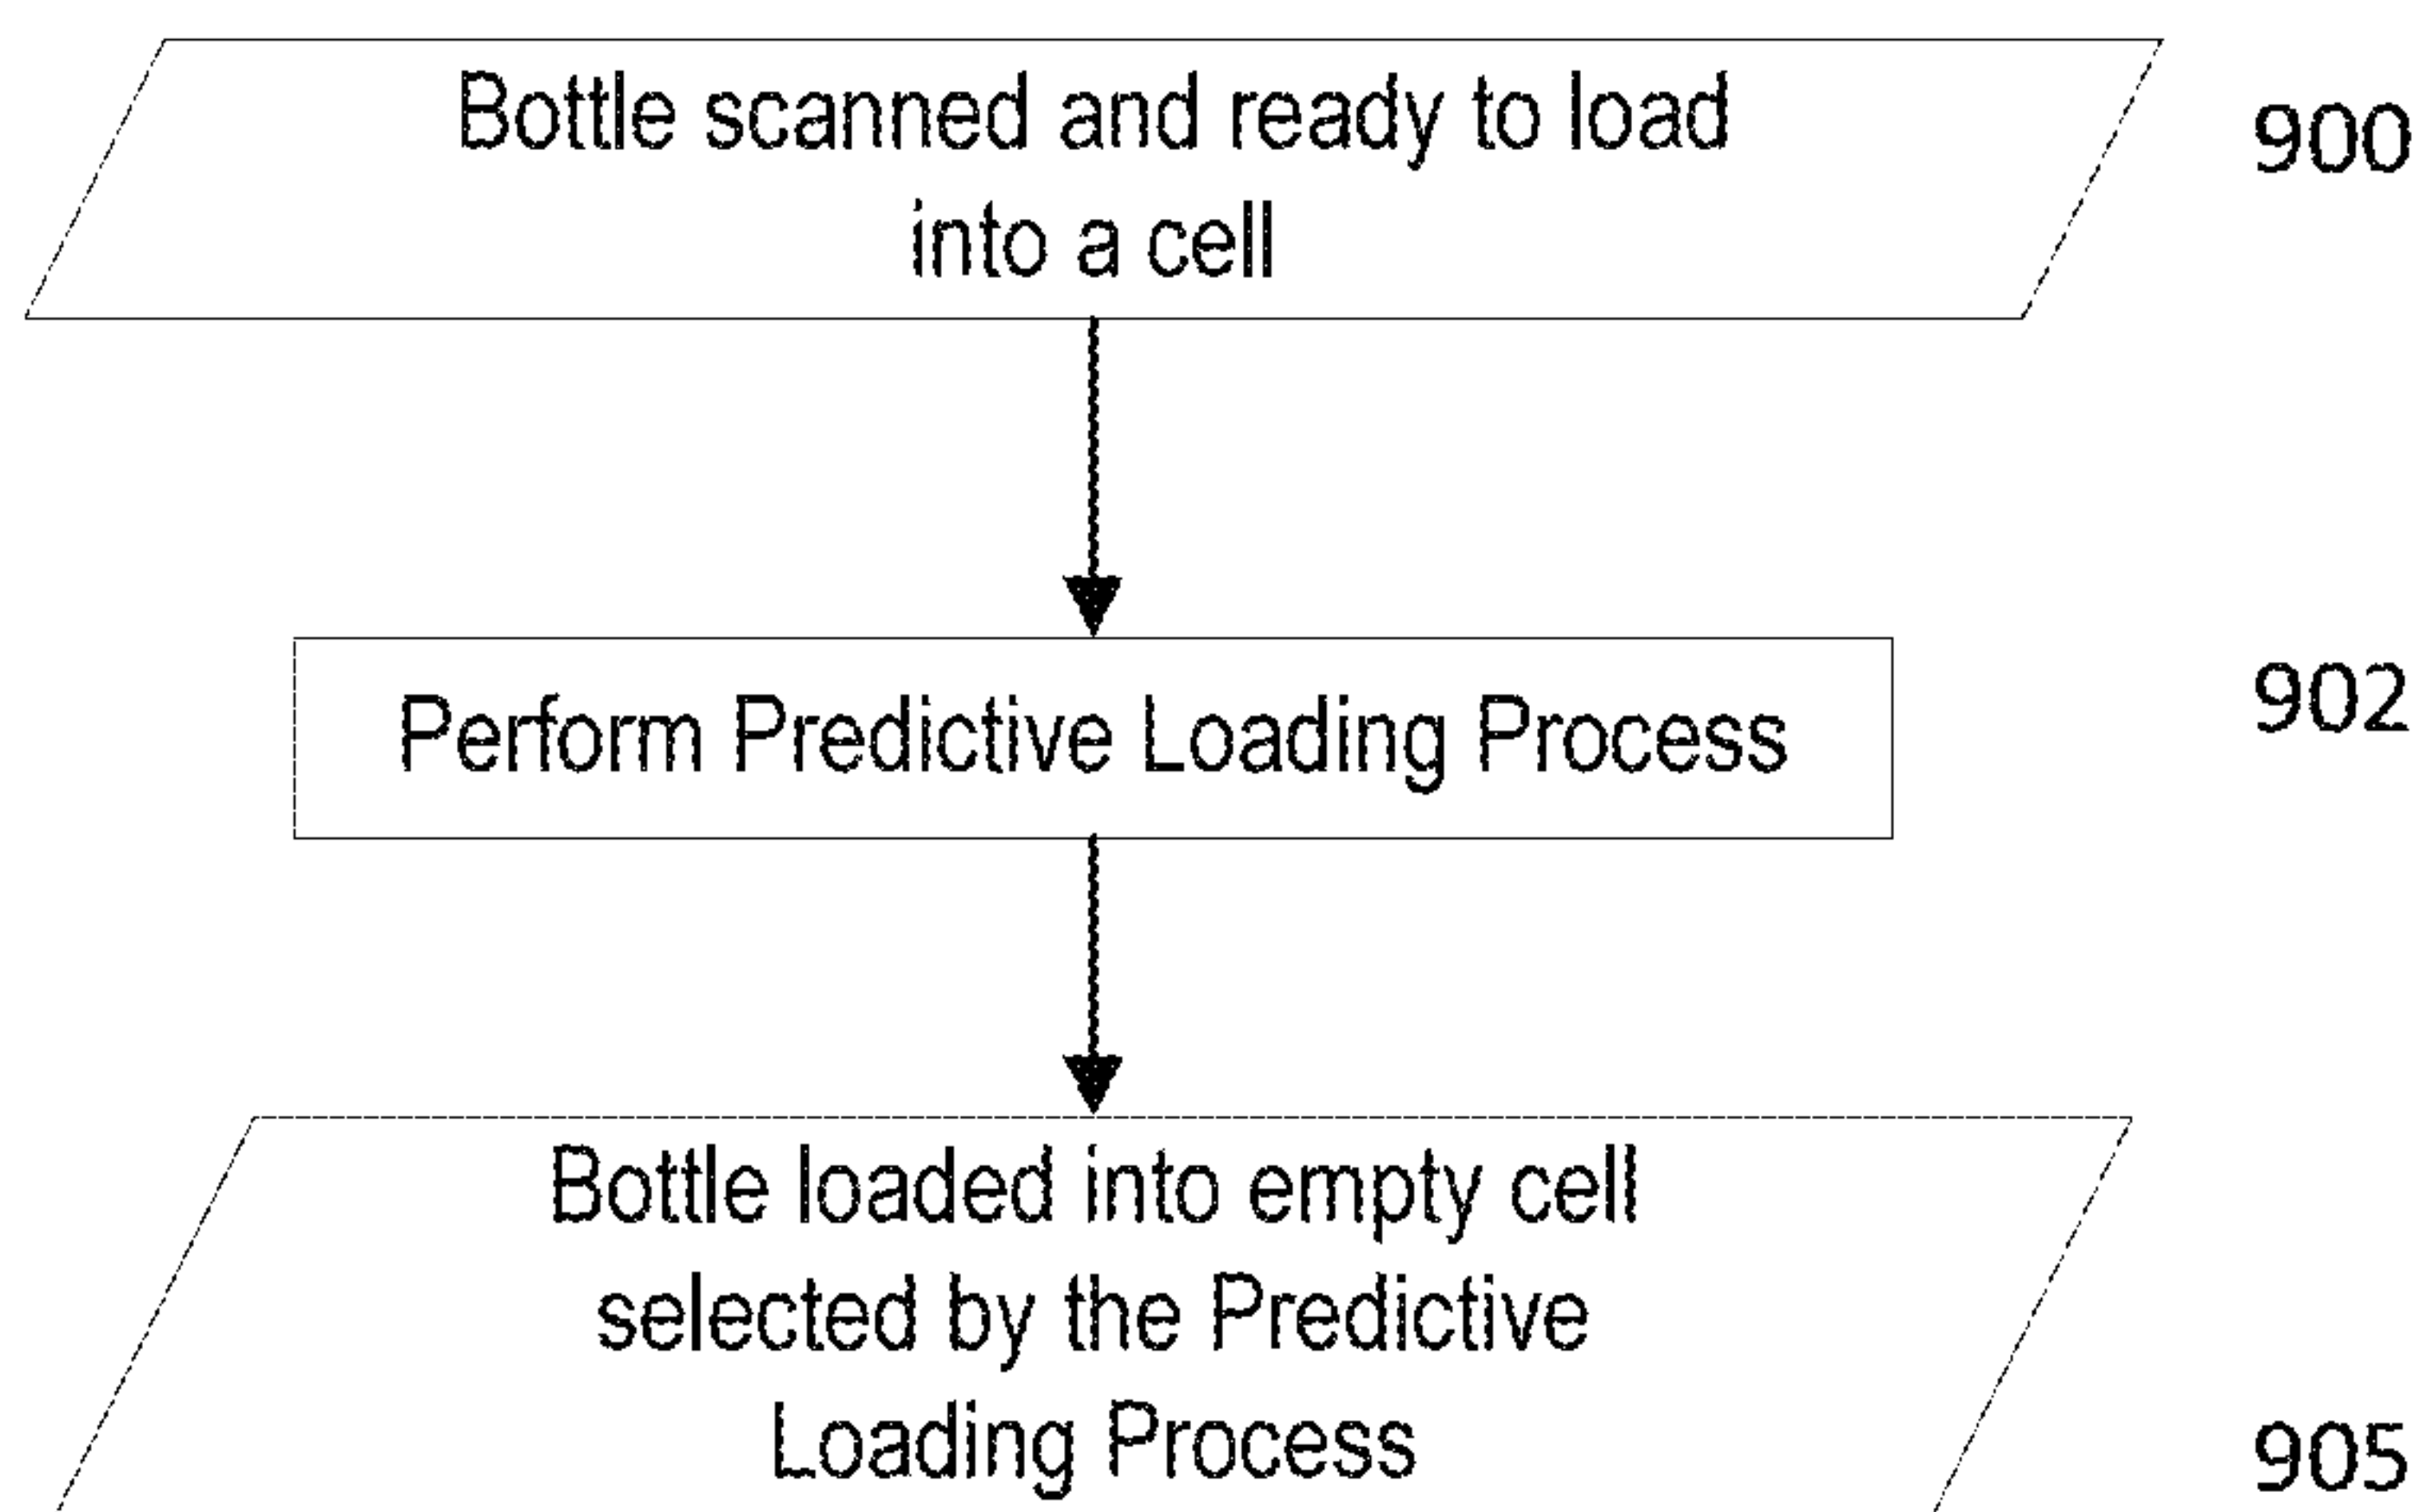 Bottle scanned and ready to load
into a cell
900
Perform Predictive Loading Process
902
Bottle loaded into empty cell
selected by the Predictive
Loading Process
905